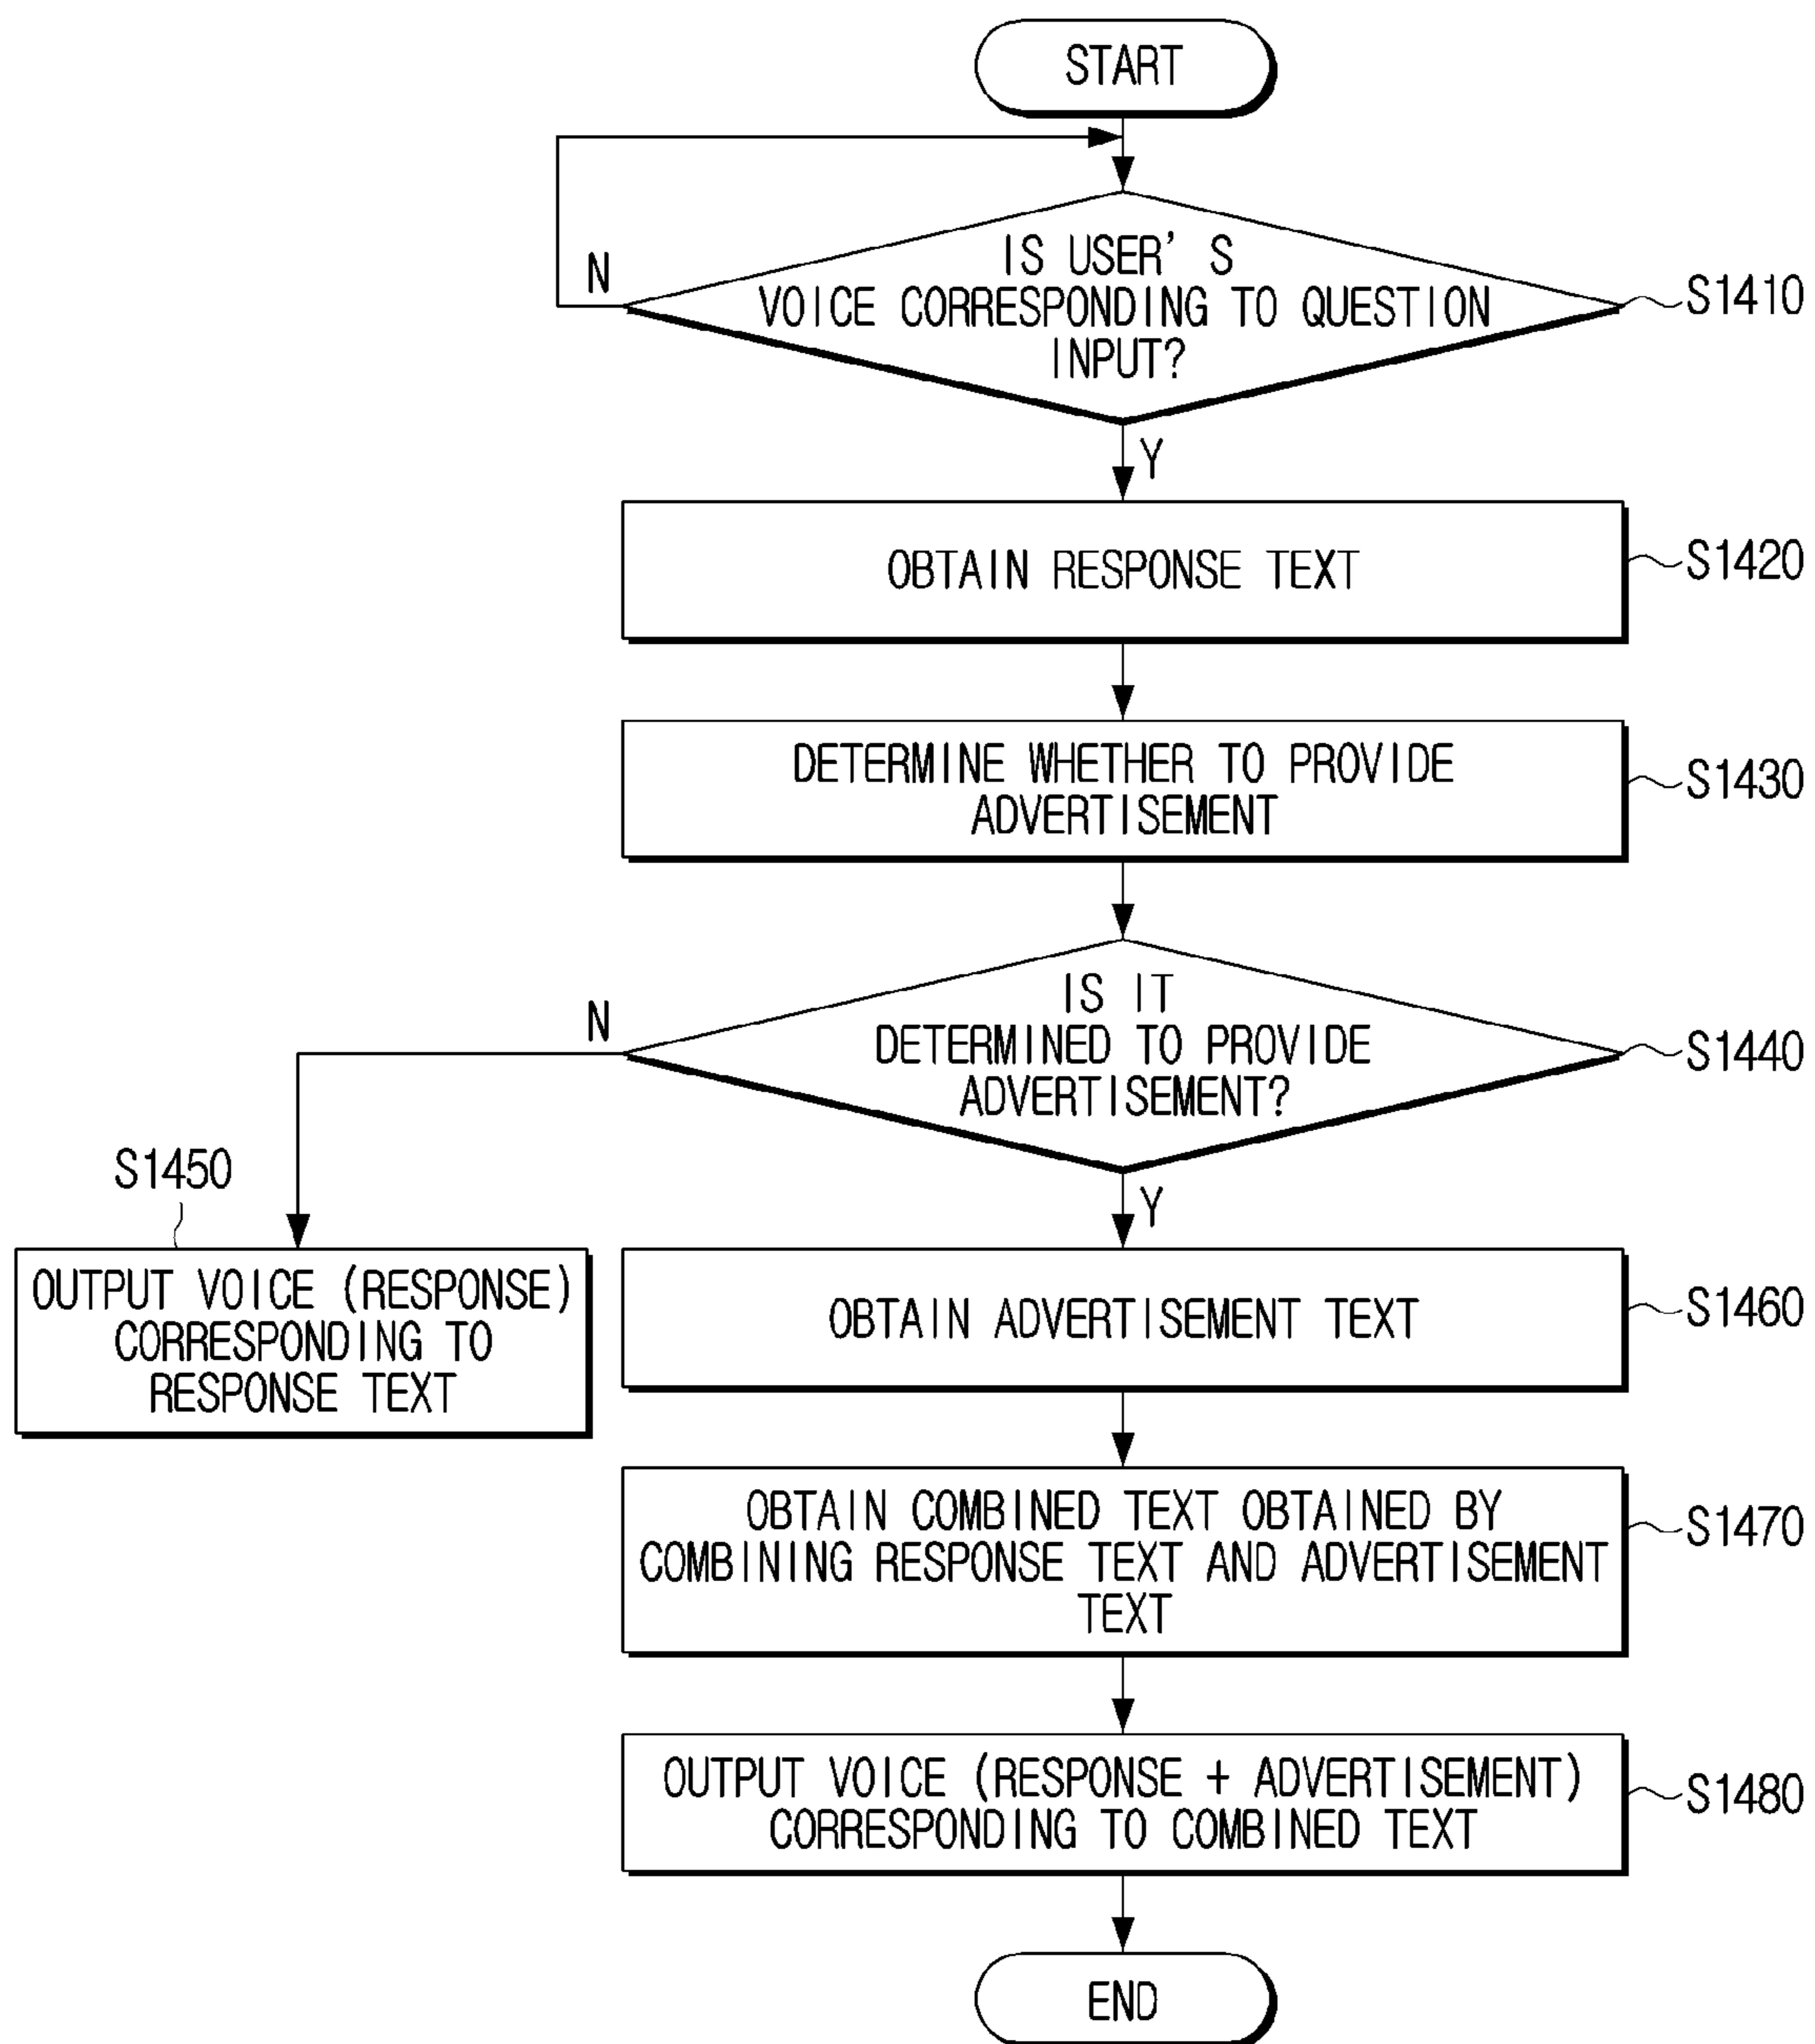 START
N
IS USER' S
VOICE CORRESPONDING TO QUESTION
INPUT?
S1410
Y
OBTAIN RESPONSE TEXT
S1420
DETERMINE WHETHER TO PROVIDE
ADVERTISEMENT
S1430
N
IS IT
DETERMINED TO PROVIDE
ADVERTISEMENT?
S1440
Y
S1450
OUTPUT VOICE (RESPONSE)
CORRESPONDING TO
RESPONSE TEXT
OBTAIN ADVERTISEMENT TEXT
S1460
OBTAIN COMBINED TEXT OBTAINED BY
COMBINING RESPONSE TEXT AND ADVERTISEMENT
TEXT
S1470
OUTPUT VOICE (RESPONSE + ADVERTISEMENT)
CORRESPONDING TO COMBINED TEXT
S1480
END